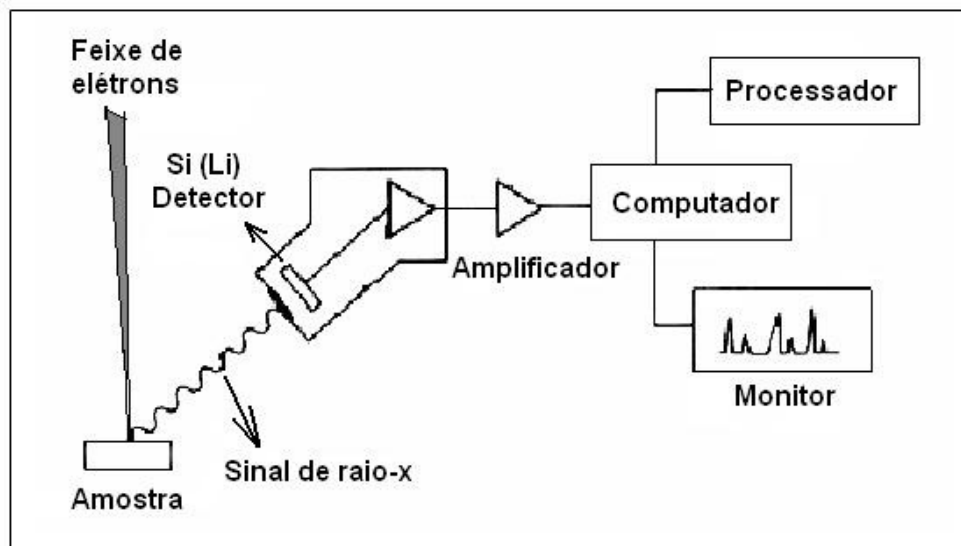 Feixe de
elétrons
Si (Li)
Detector
Processador
Computador
Amplificador
Monitor
Sinal de raio-x
Amostra